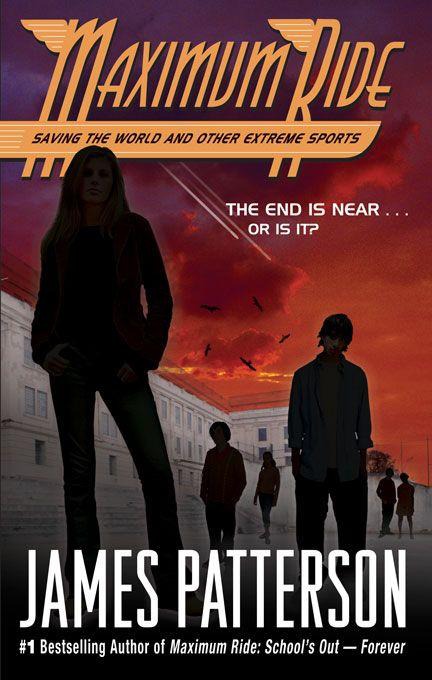 MAXIMUM RIDE
SAVING THE WORLD AND OTHER EXTREME SPORTS
THE END IS NEAR . . .
OR IS IT?
JAMES PATTERSON
#1 Bestselling Author of Maximum Ride: School's Out — Forever